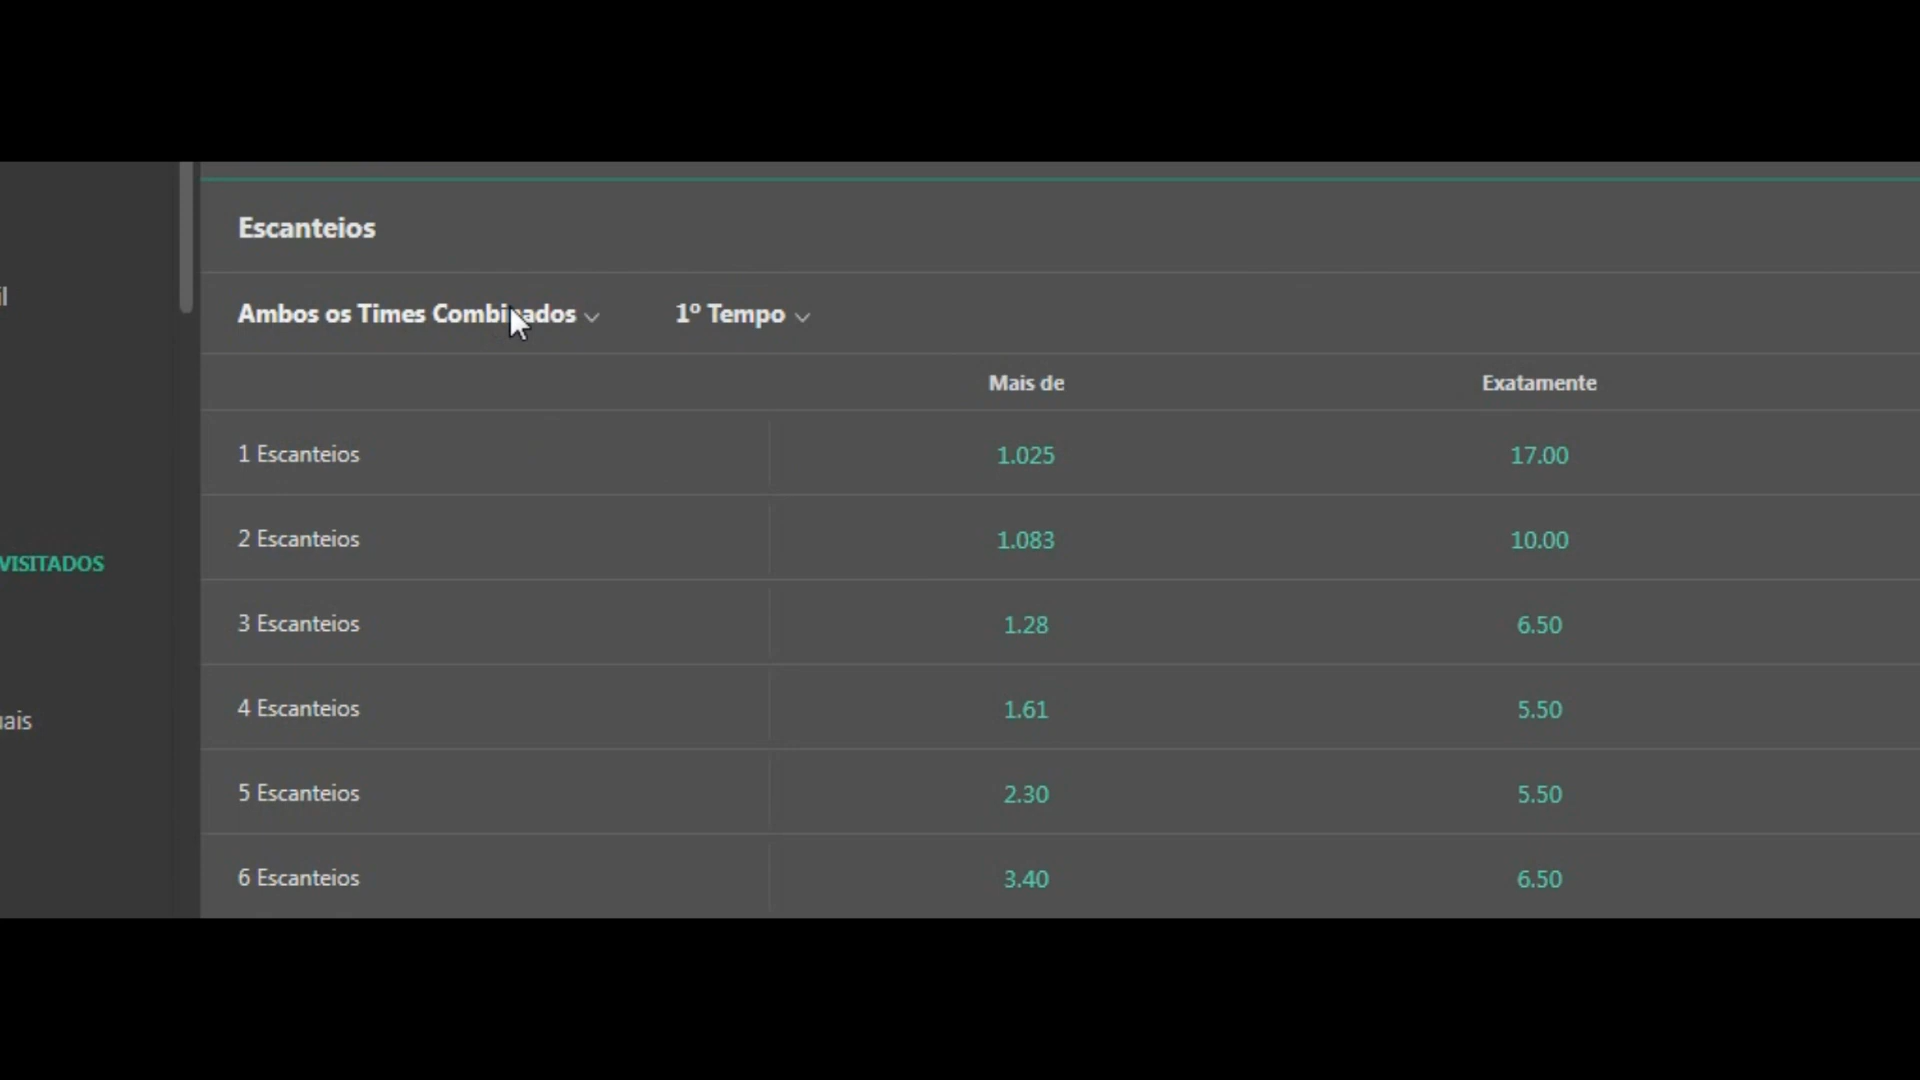 Escanteios
Ambos os Times Combinados 1º Tempo
Mais de Exatamente
1 Escanteios 1.025 17.00
2 Escanteios 1.083 10.00
VISITADOS
3 Escanteios 1.28 6.50
4 Escanteios 1.61 5.50
5 Escanteios 2.30 5.50
6 Escanteios 3.40 6.50